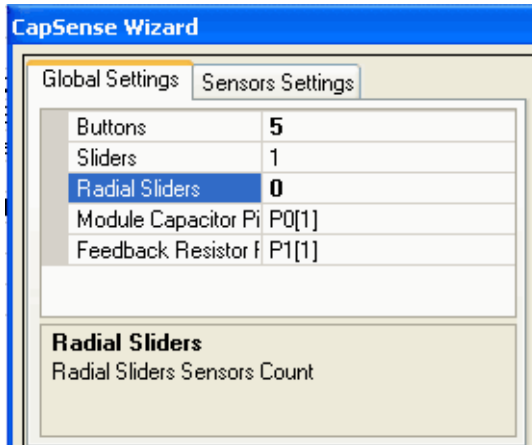 CapSense Wizard
Global Settings Sensors Settings
Buttons 5
Sliders 1
Radial Sliders 0
Module Capacitor Pi P0[1]
Feedback Resistor P1[1]
Radial Sliders
Radial Sliders Sensors Count